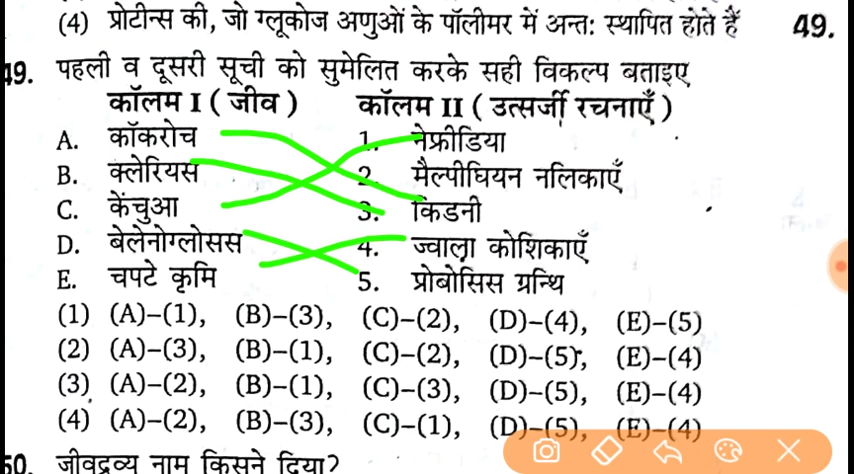 (4) प्रोटीन्स की, जो ग्लूकोज अणुओं के पॉलीमर में अन्त: स्थापित होते हैं 49.
49. पहली व दूसरी सूची को सुमेलित करके सही विकल्प बताइए
कॉलम I ( जीव ) कॉलम II ( उत्सर्जी रचनाएँ )
A. कॉकरोच 1. नेफ्रीडिया
B. क्लेरियस 2. मैल्पीघियन नलिकाएँ
C. केंचुआ 3. किडनी
D. बेलेनोग्लोसस 4. ज्वाला कोशिकाएँ
E. चपटे कृमि 5. प्रोबोसिस ग्रन्थि
(1) (A)–(1), (B)–(3), (C)–(2), (D)–(4), (E)–(5)
(2) (A)–(3), (B)–(1), (C)–(2), (D)–(5), (E)–(4)
(3) (A)–(2), (B)–(1), (C)–(3), (D)–(5), (E)–(4)
(4) (A)–(2), (B)–(3), (C)–(1), (D)–(5), (E)–(4)
50. जीवद्रव्य नाम किसने दिया?